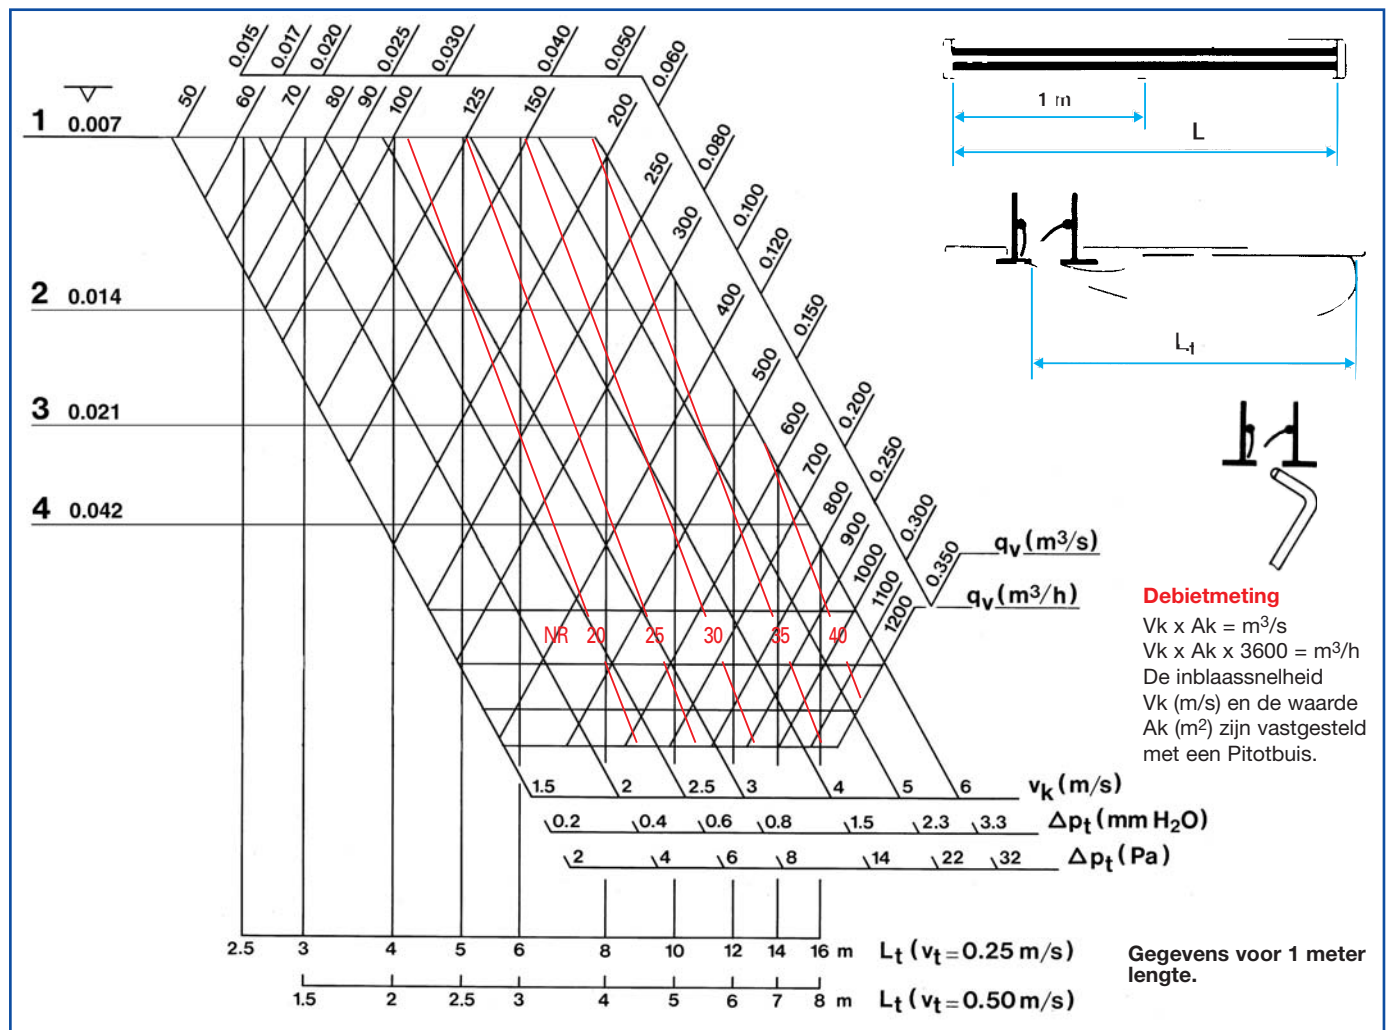 0.015 0.017 0.020 0.025 0.030 0.040 0.050 0.060
0.080
0.100
0.120
0.150
0.200
0.250
0.300
0.350
50 60 70 80 90 100 125 150 200
250
300
400
500
600
700
800
900
1000
1100
1200
1 0.007
2 0.014
3 0.021
4 0.042
qv (m³/s)
qv (m³/h)
NR 20 25 30 35 40
1.5 2 2.5 3 4 5 6 vk (m/s)
0.2 0.4 0.6 0.8 1.5 2.3 3.3 Δpt (mm H₂O)
2 4 6 8 14 22 32 Δpt (Pa)
2.5 3 4 5 6 8 10 12 14 16 m Lt (vt = 0.25 m/s)
1.5 2 2.5 3 4 5 6 7 8 m Lt (vt = 0.50 m/s)
1 m
L
Lt
Debietmeting
Vk x Ak = m³/s
Vk x Ak x 3600 = m³/h
De inblaassnelheid
Vk (m/s) en de waarde
Ak (m²) zijn vastgesteld
met een Pitotbuis.
Gegevens voor 1 meter
lengte.